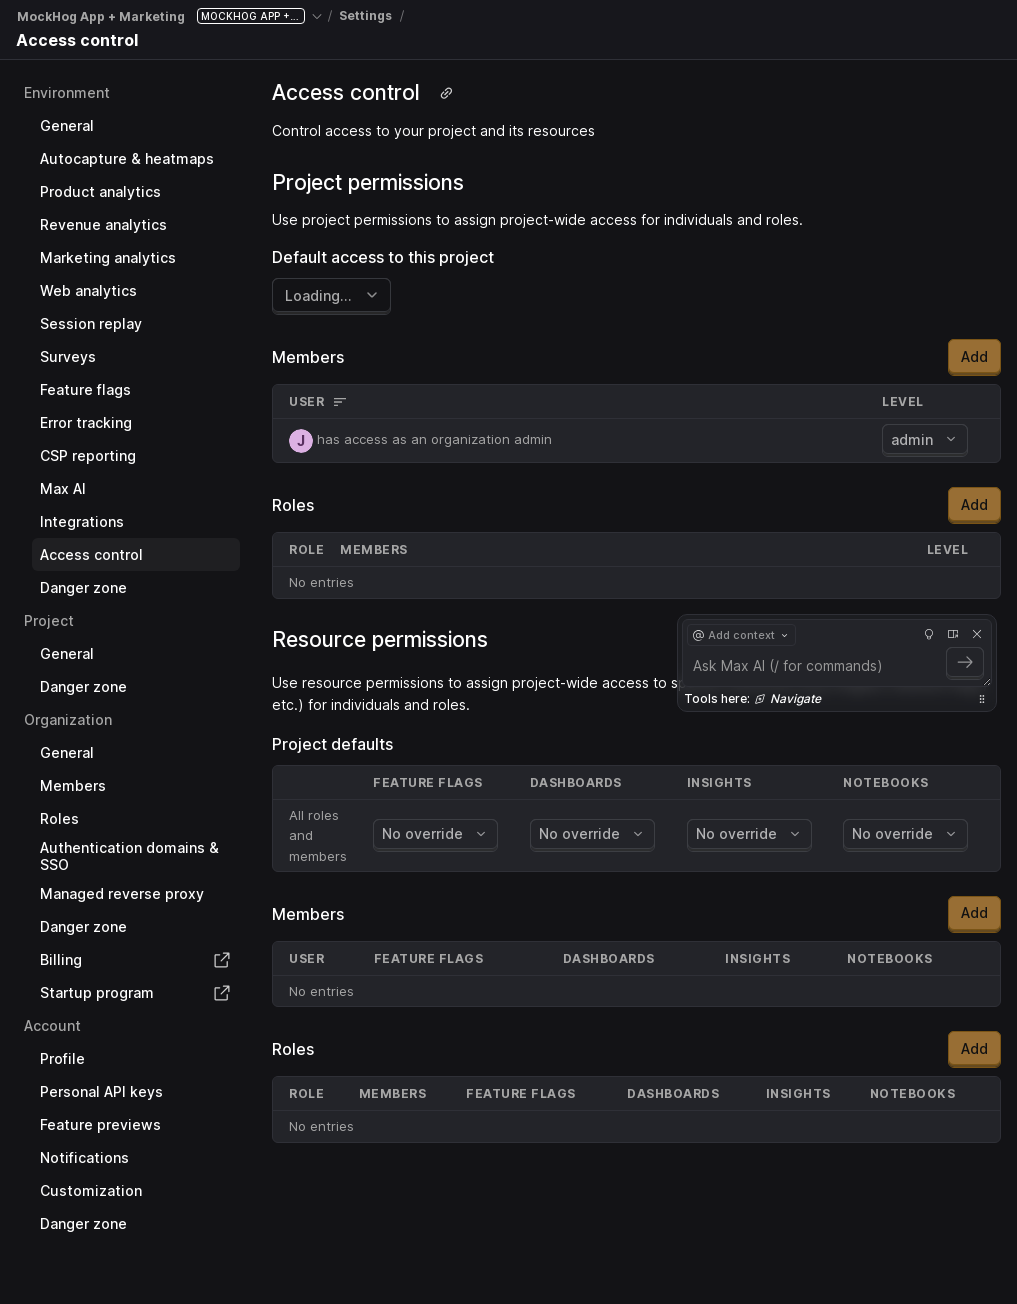 MockHog App + Marketing MOCKHOG APP +... / Settings /
Access control
Environment
General
Autocapture & heatmaps
Product analytics
Revenue analytics
Marketing analytics
Web analytics
Session replay
Surveys
Feature flags
Error tracking
CSP reporting
Max AI
Integrations
Access control
Danger zone
Project
General
Danger zone
Organization
General
Members
Roles
Authentication domains &
SSO
Managed reverse proxy
Danger zone
Billing
Startup program
Account
Profile
Personal API keys
Feature previews
Notifications
Customization
Danger zone
Access control
Control access to your project and its resources
Project permissions
Use project permissions to assign project-wide access for individuals and roles.
Default access to this project
Loading...
Members Add
USER LEVEL
J has access as an organization admin admin
Roles Add
ROLE MEMBERS LEVEL
No entries
Resource permissions
Use resource permissions to assign project-wide access to
etc.) for individuals and roles.
@ Add context
Ask Max AI (/ for commands)
Tools here: Navigate
Project defaults
FEATURE FLAGS DASHBOARDS INSIGHTS NOTEBOOKS
All roles
and
members
No override No override No override No override
Members Add
USER FEATURE FLAGS DASHBOARDS INSIGHTS NOTEBOOKS
No entries
Roles Add
ROLE MEMBERS FEATURE FLAGS DASHBOARDS INSIGHTS NOTEBOOKS
No entries